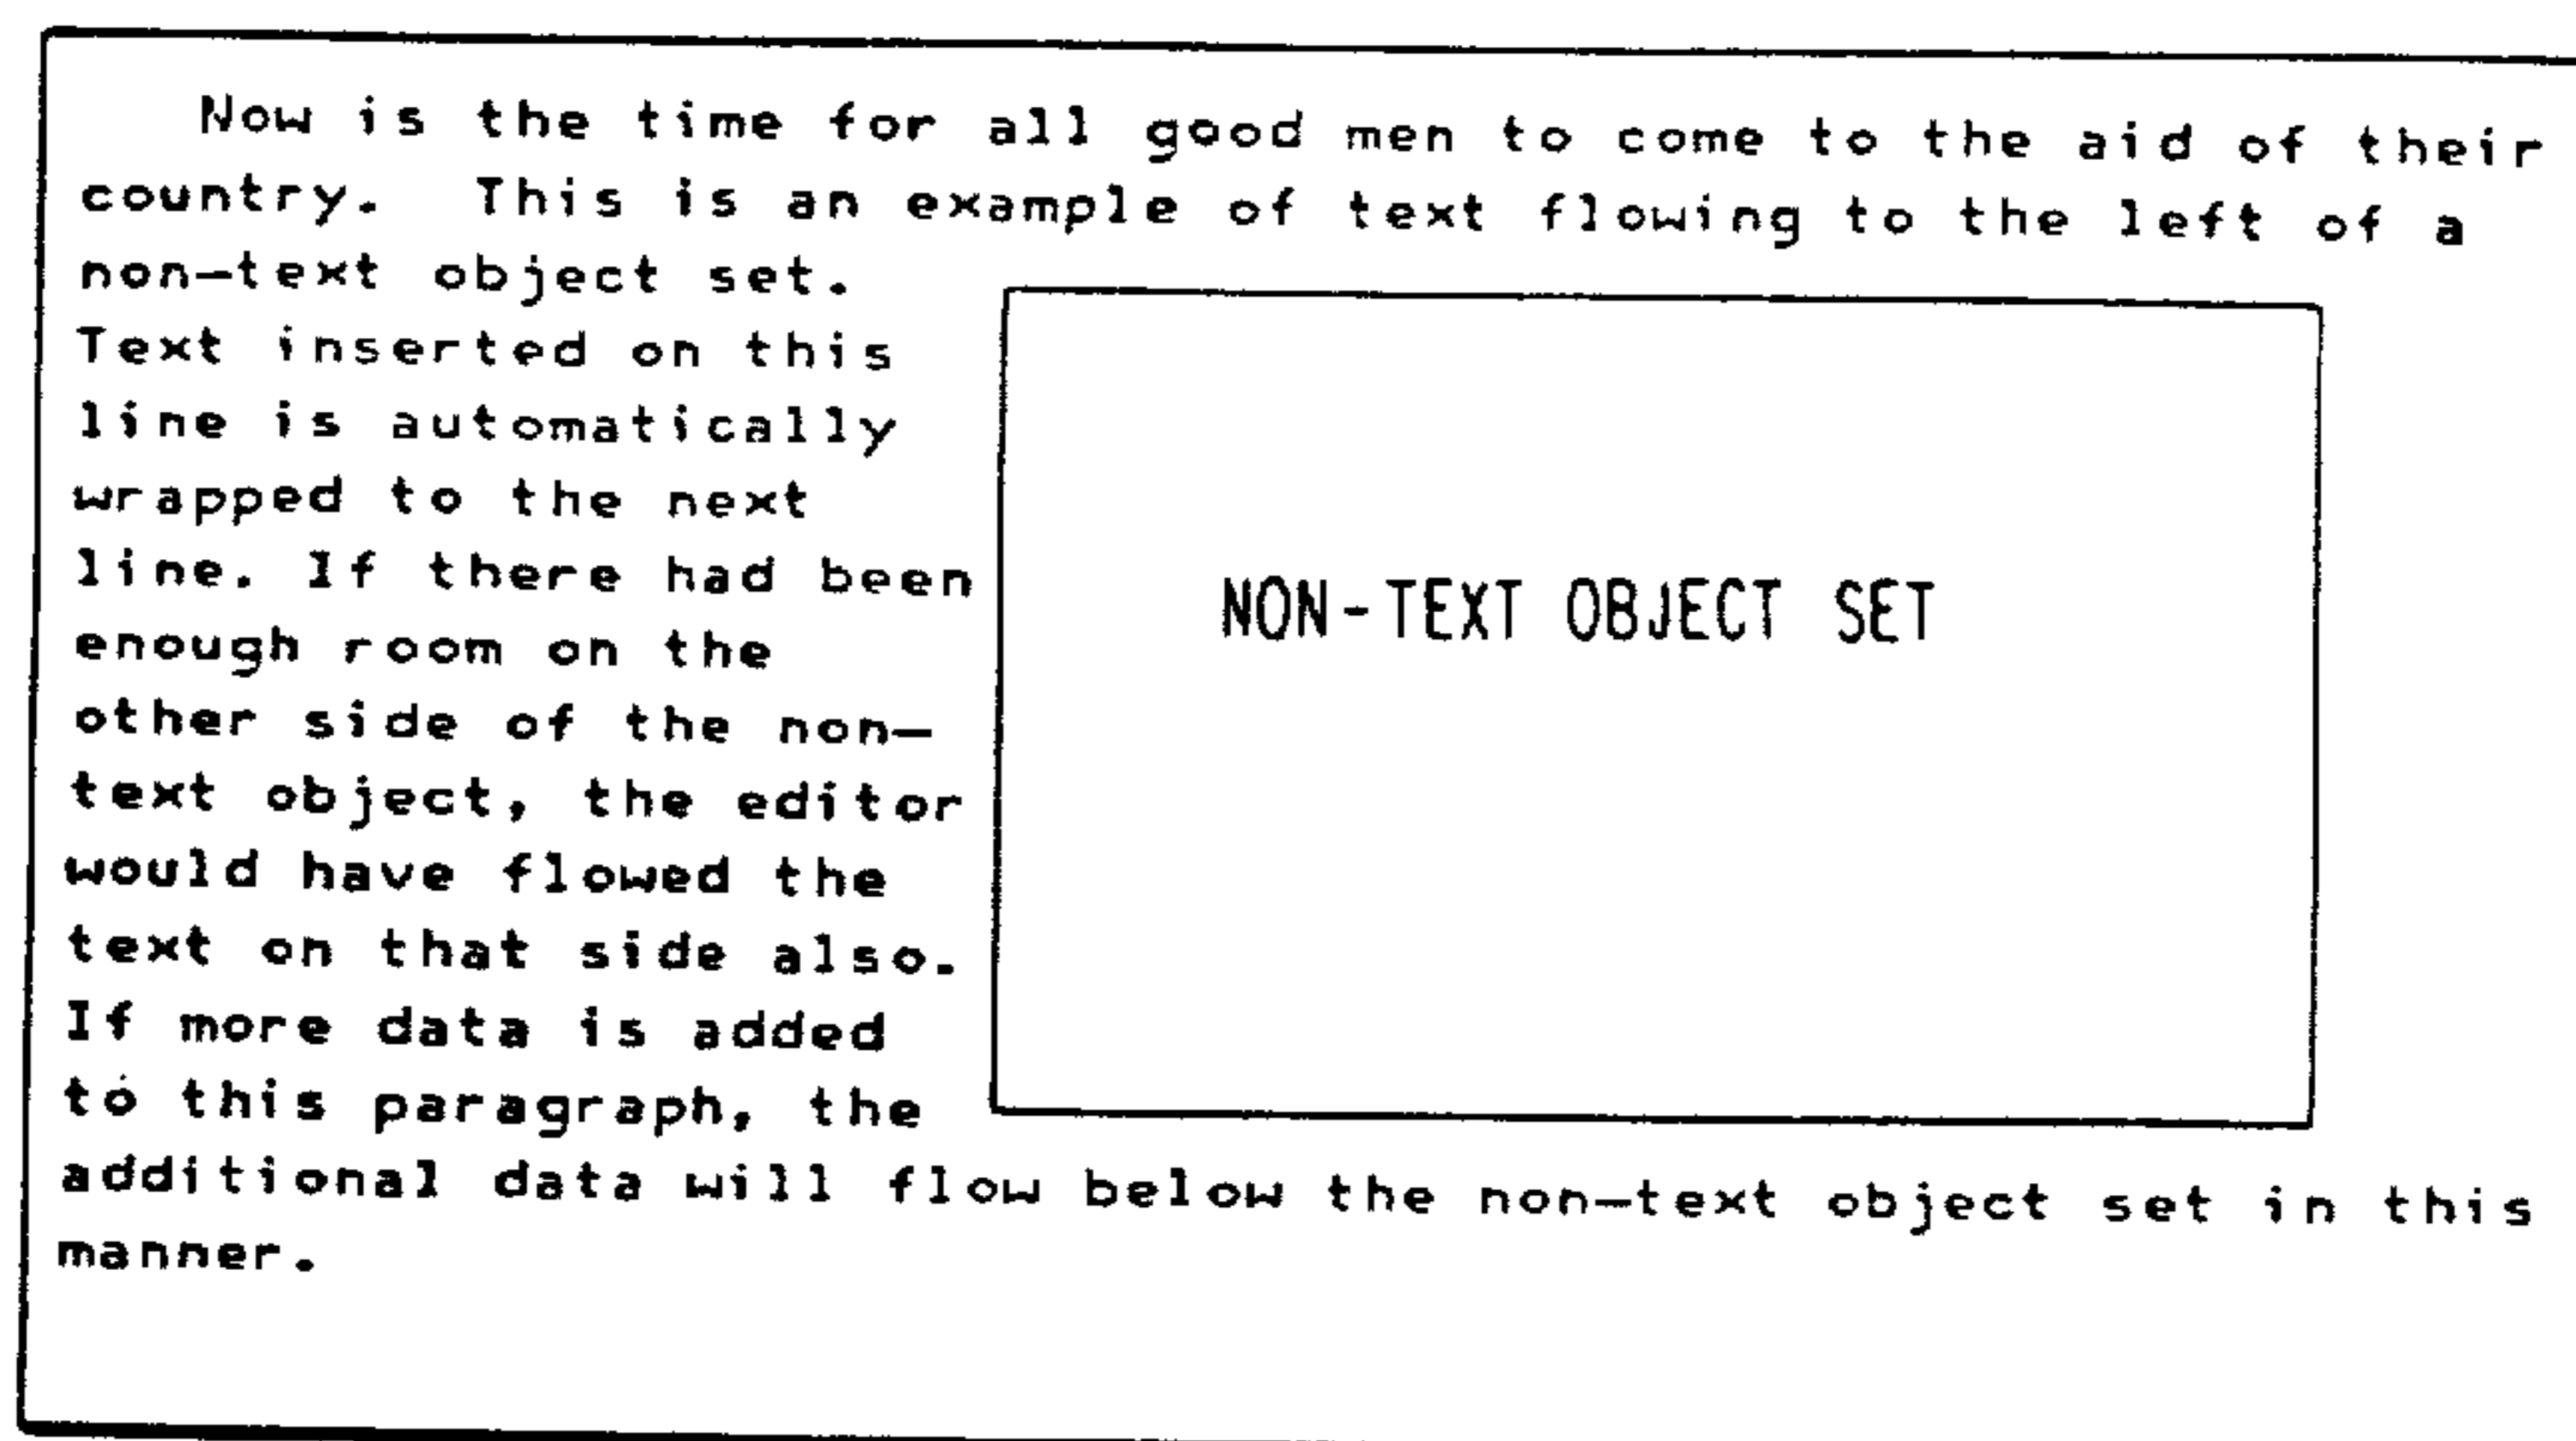 Now is the time for all good men to come to the aid of their
country. This is an example of text flowing to the left of a
non-text object set.
Text inserted on this
line is automatically
wrapped to the next
line. If there had been
enough room on the
other side of the non-
text object, the editor
would have flowed the
text on that side also.
If more data is added
to this paragraph, the
additional data will flow below the non-text object set in this
manner.
NON-TEXT OBJECT SET